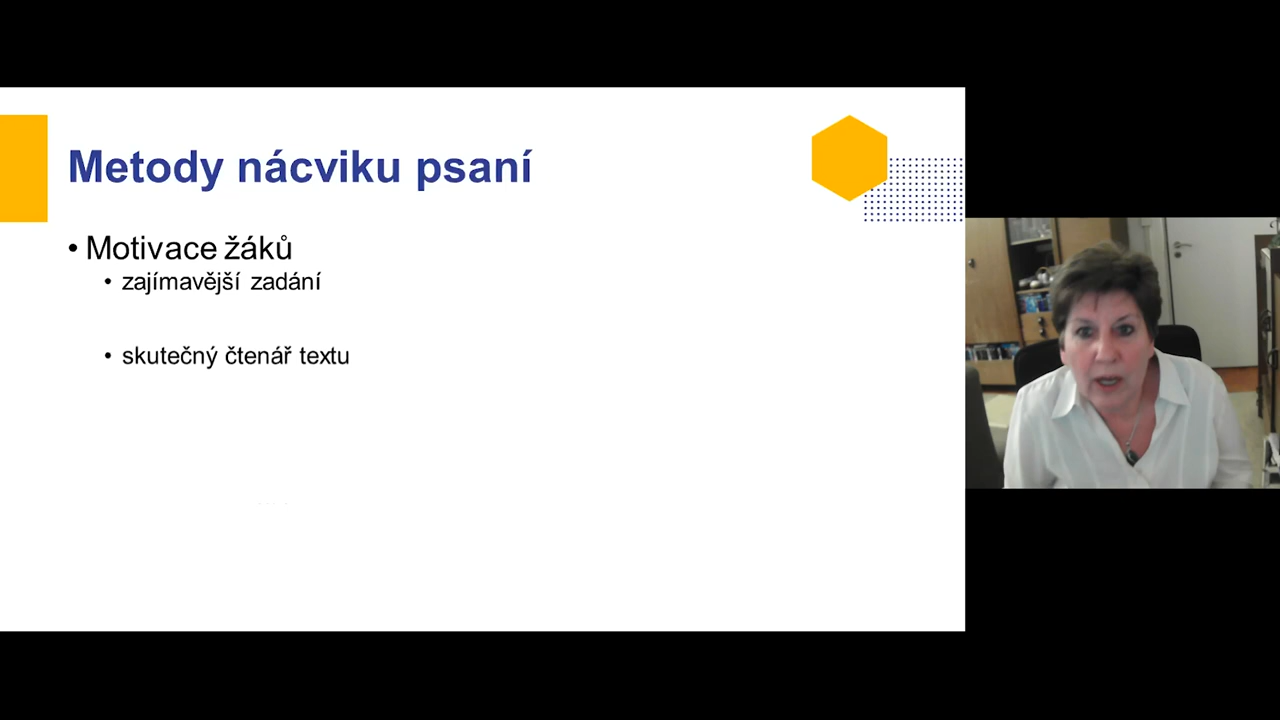 Metody nácviku psaní
• Motivace žáků
• zajímavější zadání
• skutečný čtenář textu